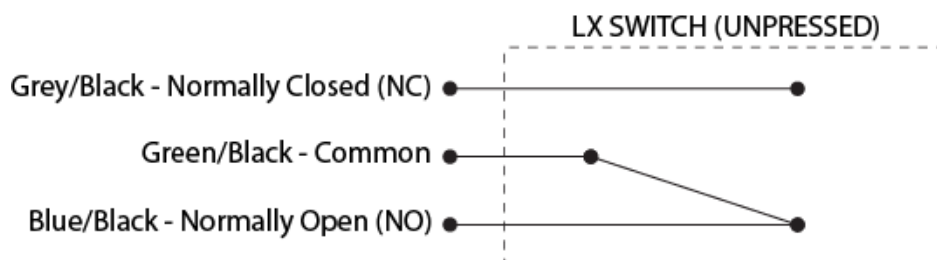 LX SWITCH (UNPRESSED)
Grey/Black - Normally Closed (NC)
Green/Black - Common
Blue/Black - Normally Open (NO)